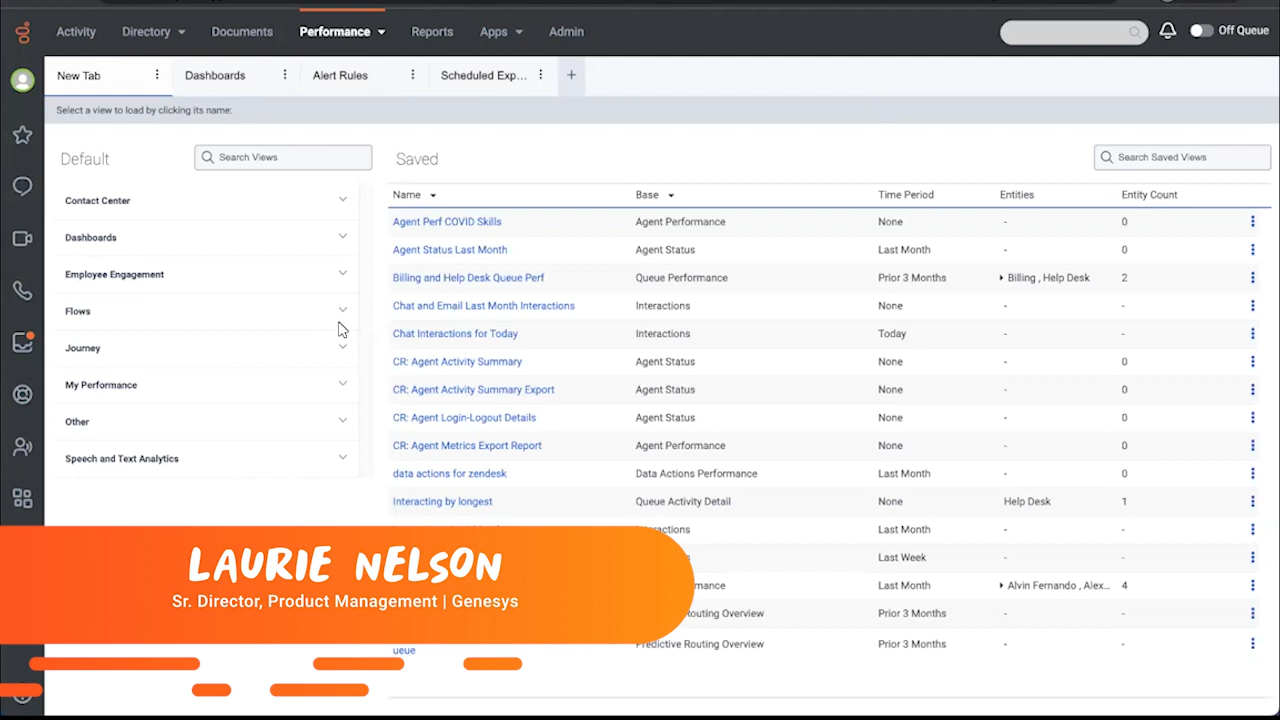 Activity Directory Documents Performance Reports Apps Admin Off Queue
New Tab Dashboards Alert Rules Scheduled Exp... +
Select a view to load by clicking its name:
Default Search Views
Contact Center
Dashboards
Employee Engagement
Flows
Journey
My Performance
Other
Speech and Text Analytics
Saved Search Saved Views
Name Base Time Period Entities Entity Count
Agent Perf COVID Skills Agent Performance None - 0
Agent Status Last Month Agent Status Last Month - 0
Billing and Help Desk Queue Perf Queue Performance Prior 3 Months Billing , Help Desk 2
Chat and Email Last Month Interactions Interactions None - 0
Chat Interactions for Today Interactions Today - 0
CR: Agent Activity Summary Agent Status None - 0
CR: Agent Activity Summary Export Agent Status None - 0
CR: Agent Login-Logout Details Agent Status None - 0
CR: Agent Metrics Export Report Agent Performance None - 0
data actions for zendesk Data Actions Performance Last Month - 0
Interacting by longest Queue Activity Detail None Help Desk 1
ractions Last Month - -
Last Week - -
mance Last Month Alvin Fernando , Alex... 4
Routing Overview Prior 3 Months - -
Predictive Routing Overview Prior 3 Months - -
ueue
LAURIE NELSON
Sr. Director, Product Management | Genesys